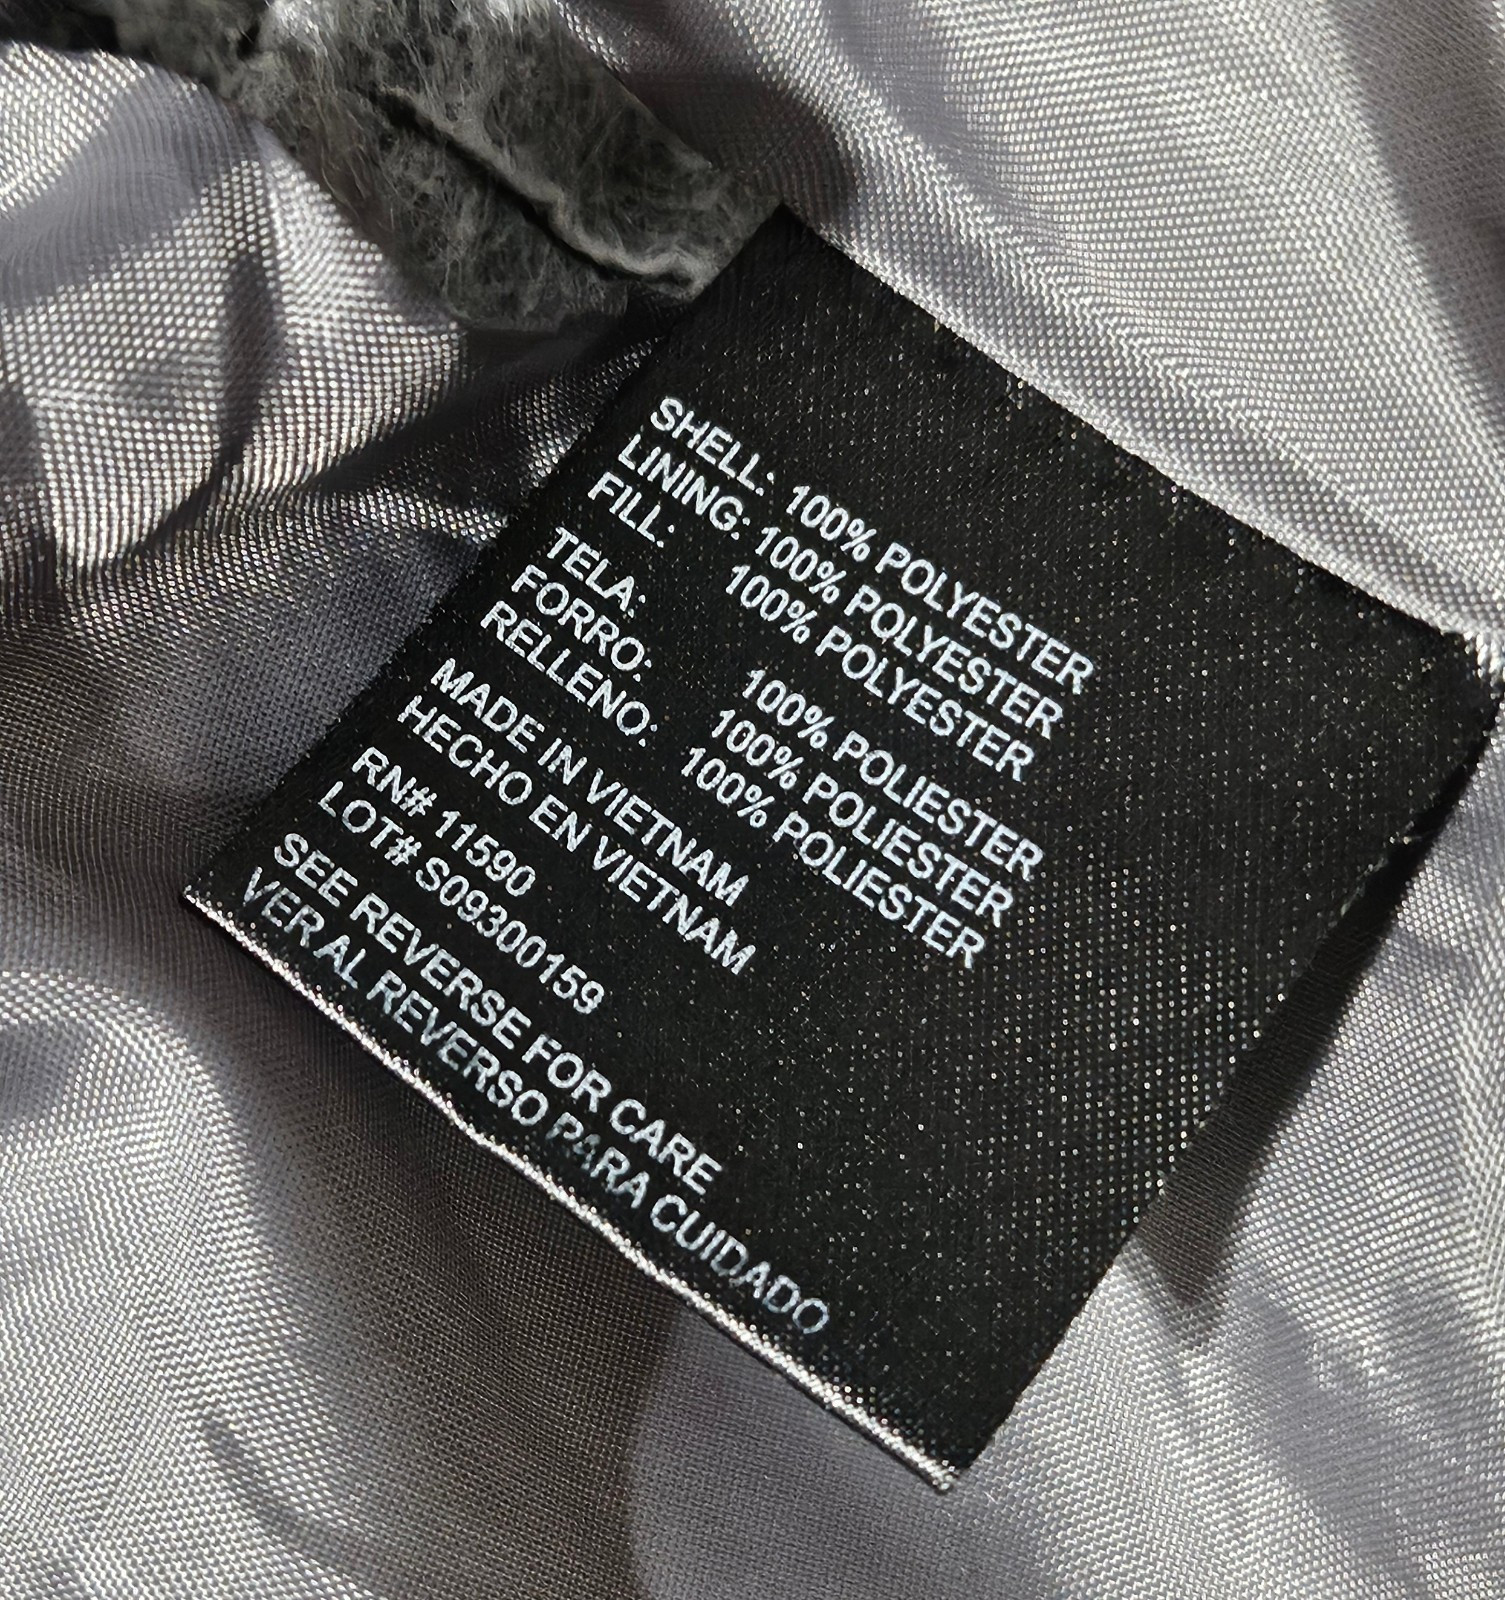 SHELL: 100% POLYESTER
LINING: 100% POLYESTER
FILL: 100% POLYESTER
TELA: 100% POLIESTER
FORRO: 100% POLIESTER
RELLENO: 100% POLIESTER
MADE IN VIETNAM
HECHO EN VIETNAM
RN# 11590
LOT# S09300159
SEE REVERSE FOR CARE
VER AL REVERSO PARA CUIDADO